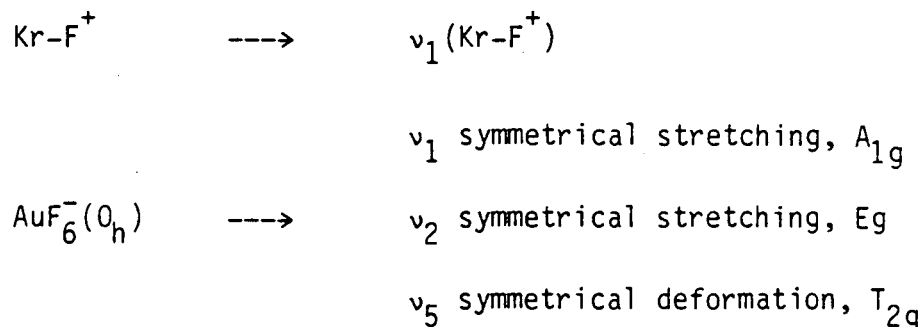 Kr-F⁺ ----> ν₁(Kr-F⁺)
ν₁ symmetrical stretching, A₁g
AuF₆⁻(Oₕ) ----> ν₂ symmetrical stretching, Eg
ν₅ symmetrical deformation, T₂g